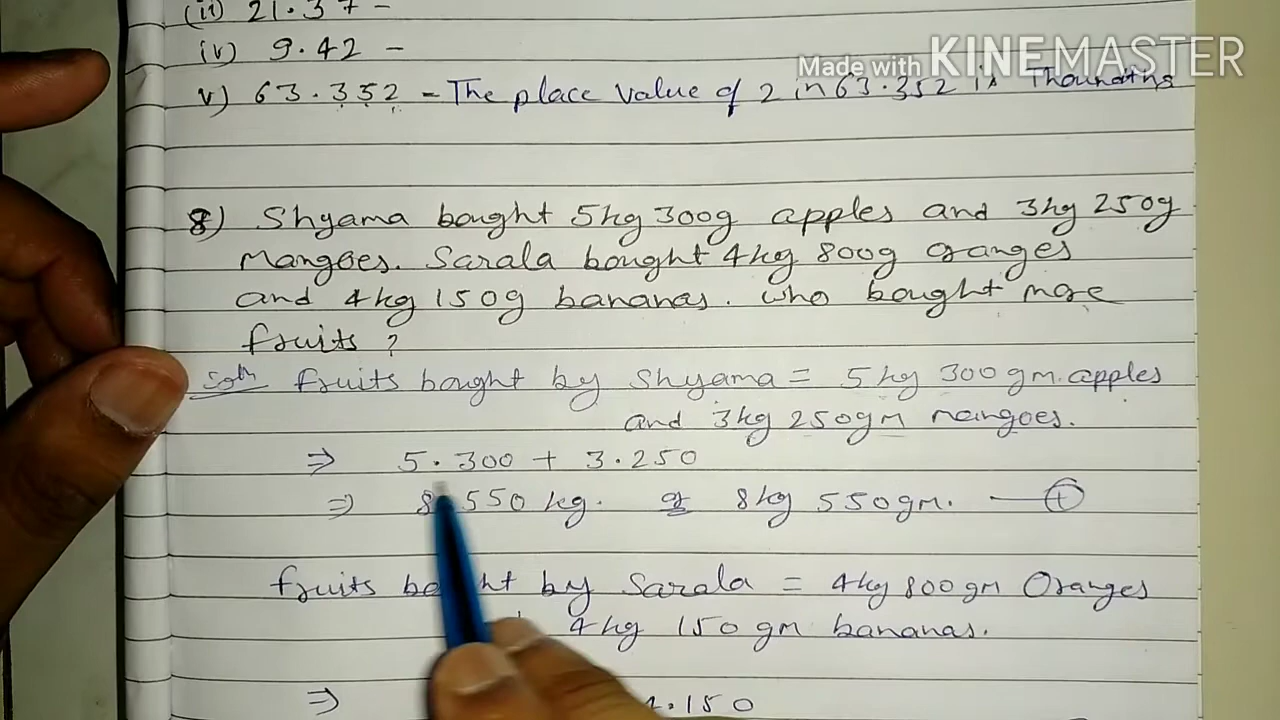 (ii) 21.37 -
(iv) 9.42 -
Made with KINEMASTER
v) 63.352 - The place value of 2 in 63.352 is
8) Shyama bought 5kg 300g apples and 3kg 250g
Mangoes. Sarala bought 4kg 800g oranges
and 4kg 150g bananas. Who bought more
fruits ?
Soln fruits bought by Shyama = 5kg 300gm. apples
and 3kg 250gm mangoes.
⇒ 5.300 + 3.250
⇒ 8.550 kg. or 8kg 550gm.
fruits by Sarala = 4kg 800gm Oranges
4kg 150gm bananas.
⇒ .150